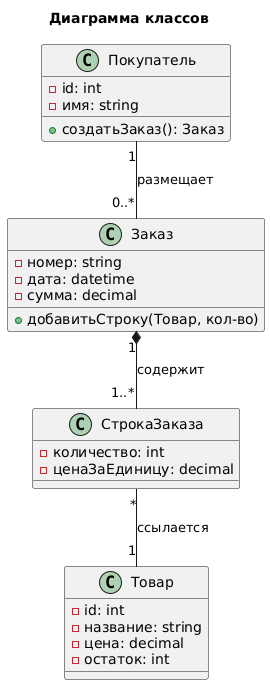 Диаграмма классов
C Покупатель
id: int
имя: string
создатьЗаказ(): Заказ
1
размещает
0..*
C Заказ
номер: string
дата: datetime
сумма: decimal
добавитьСтроку(Товар, кол-во)
1
содержит
1..*
C СтрокаЗаказа
количество: int
ценаЗаЕдиницу: decimal
*
ссылается
1
C Товар
id: int
название: string
цена: decimal
остаток: int